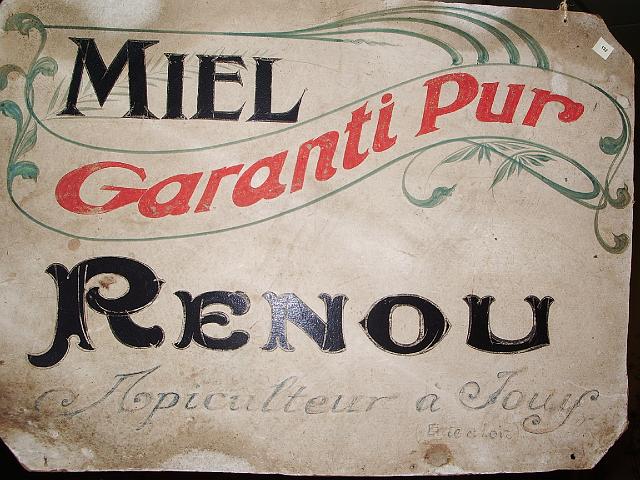 MIEL
Garanti Pur
RENOU
Apiculteur à Jouy